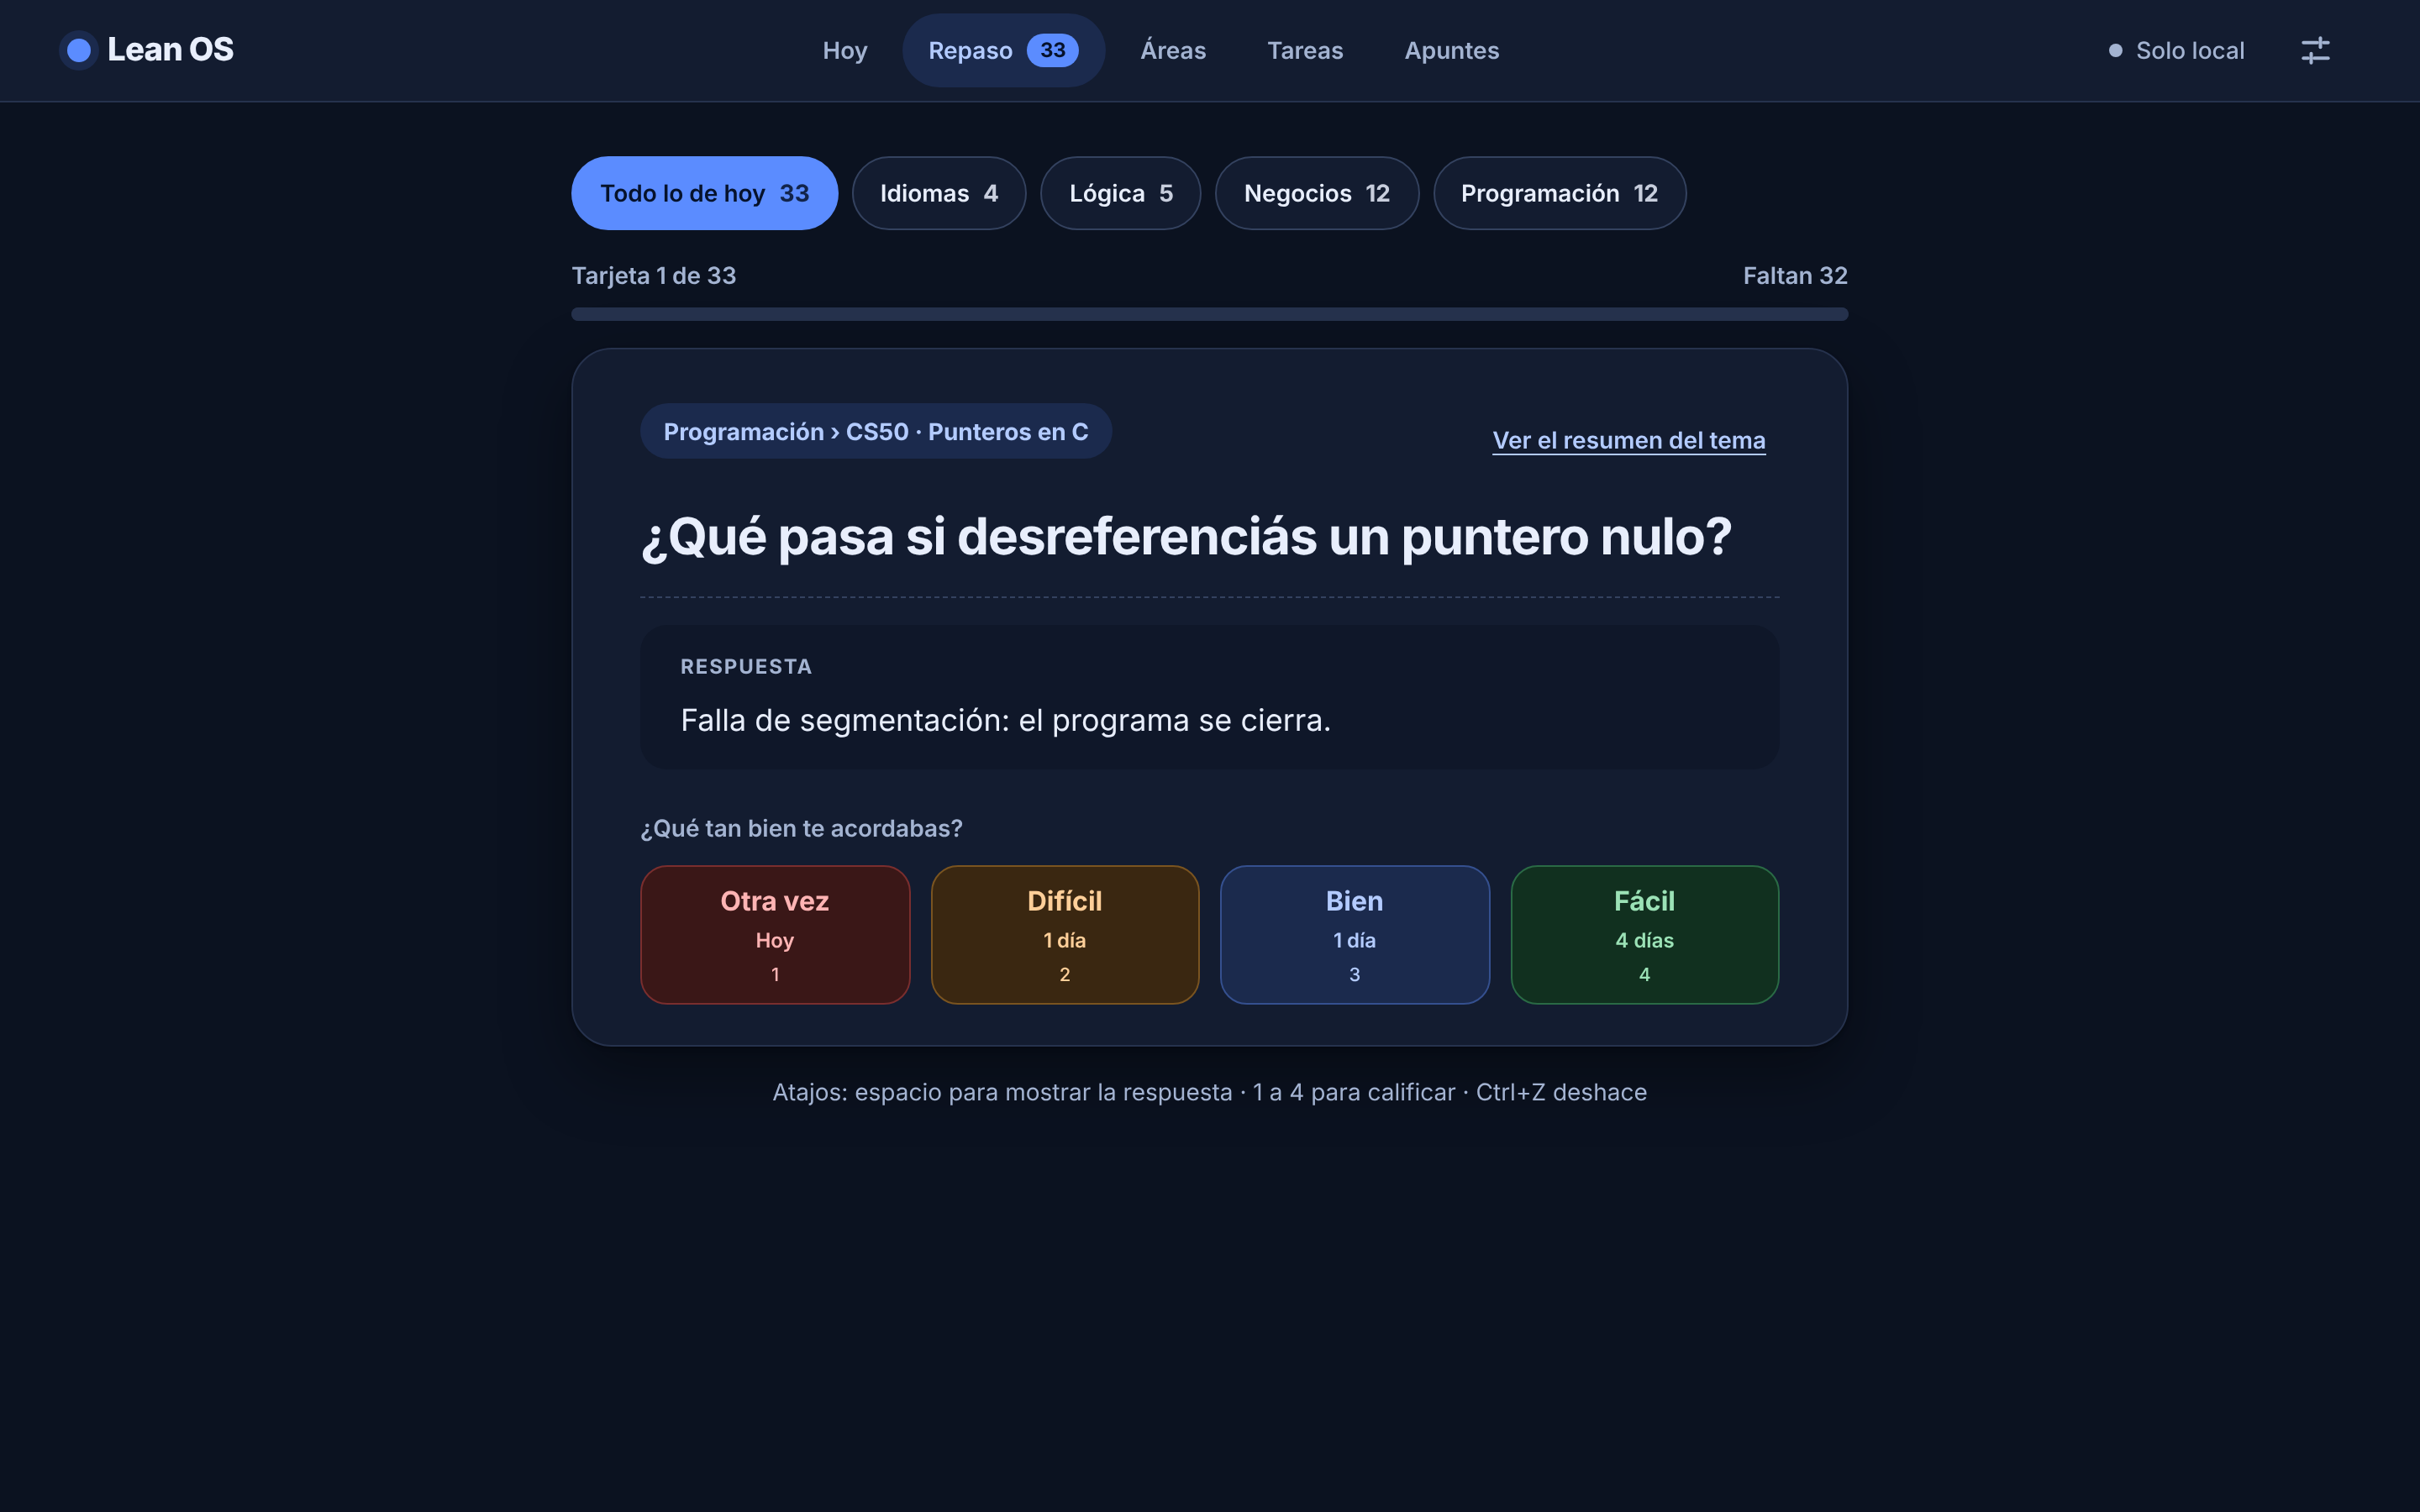 Lean OS
Hoy
Repaso 33
Áreas
Tareas
Apuntes
Solo local
Todo lo de hoy 33
Idiomas 4
Lógica 5
Negocios 12
Programación 12
Tarjeta 1 de 33
Faltan 32
Programación › CS50 · Punteros en C
Ver el resumen del tema
¿Qué pasa si desreferenciás un puntero nulo?
RESPUESTA
Falla de segmentación: el programa se cierra.
¿Qué tan bien te acordabas?
Otra vez
Hoy
1
Difícil
1 día
2
Bien
1 día
3
Fácil
4 días
4
Atajos: espacio para mostrar la respuesta · 1 a 4 para calificar · Ctrl+Z deshace